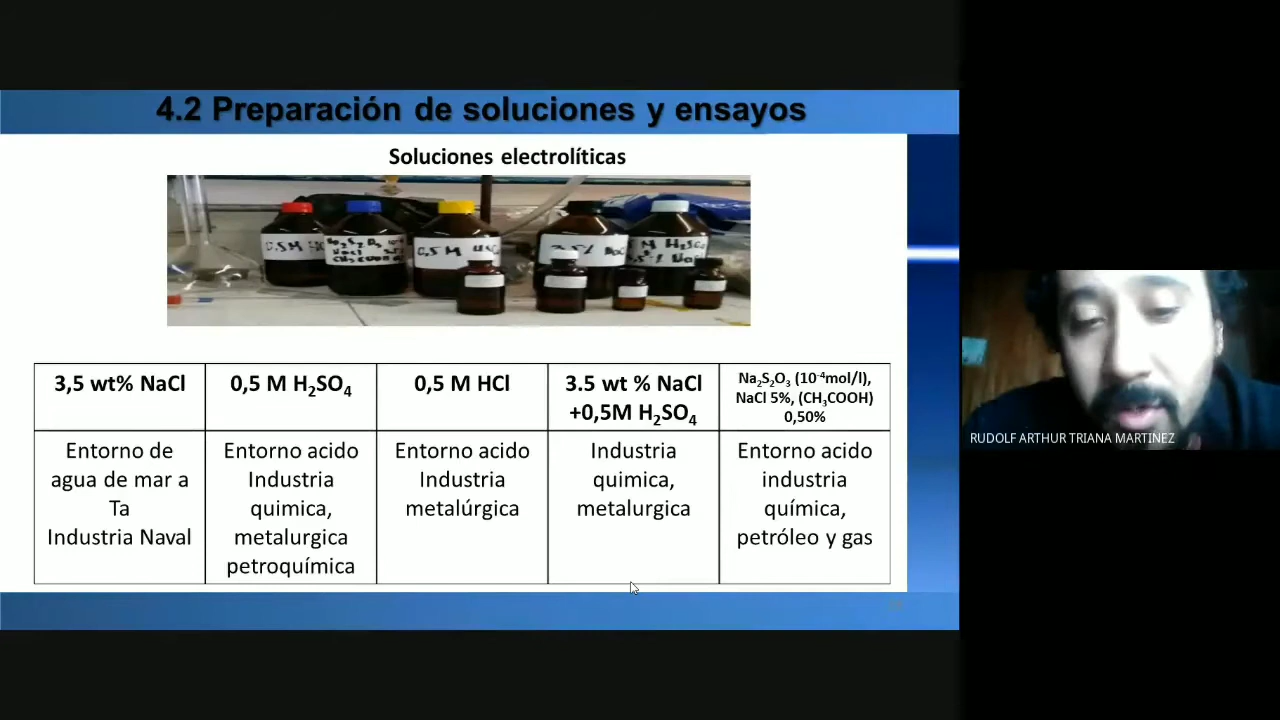 4.2 Preparación de soluciones y ensayos
Soluciones electrolíticas
0,5 M
3,5 wt% NaCl
0,5 M H₂SO₄
0,5 M HCl
3.5 wt % NaCl
+0,5M H₂SO₄
Na₂S₂O₃ (10⁻⁴mol/l),
NaCl 5%, (CH₃COOH)
0,50%
Entorno de
agua de mar a
Ta
Industria Naval
Entorno acido
Industria
quimica,
metalurgica
petroquímica
Entorno acido
Industria
metalúrgica
Industria
quimica,
metalurgica
Entorno acido
industria
química,
petróleo y gas
RUDOLF ARTHUR TRIANA MARTINEZ